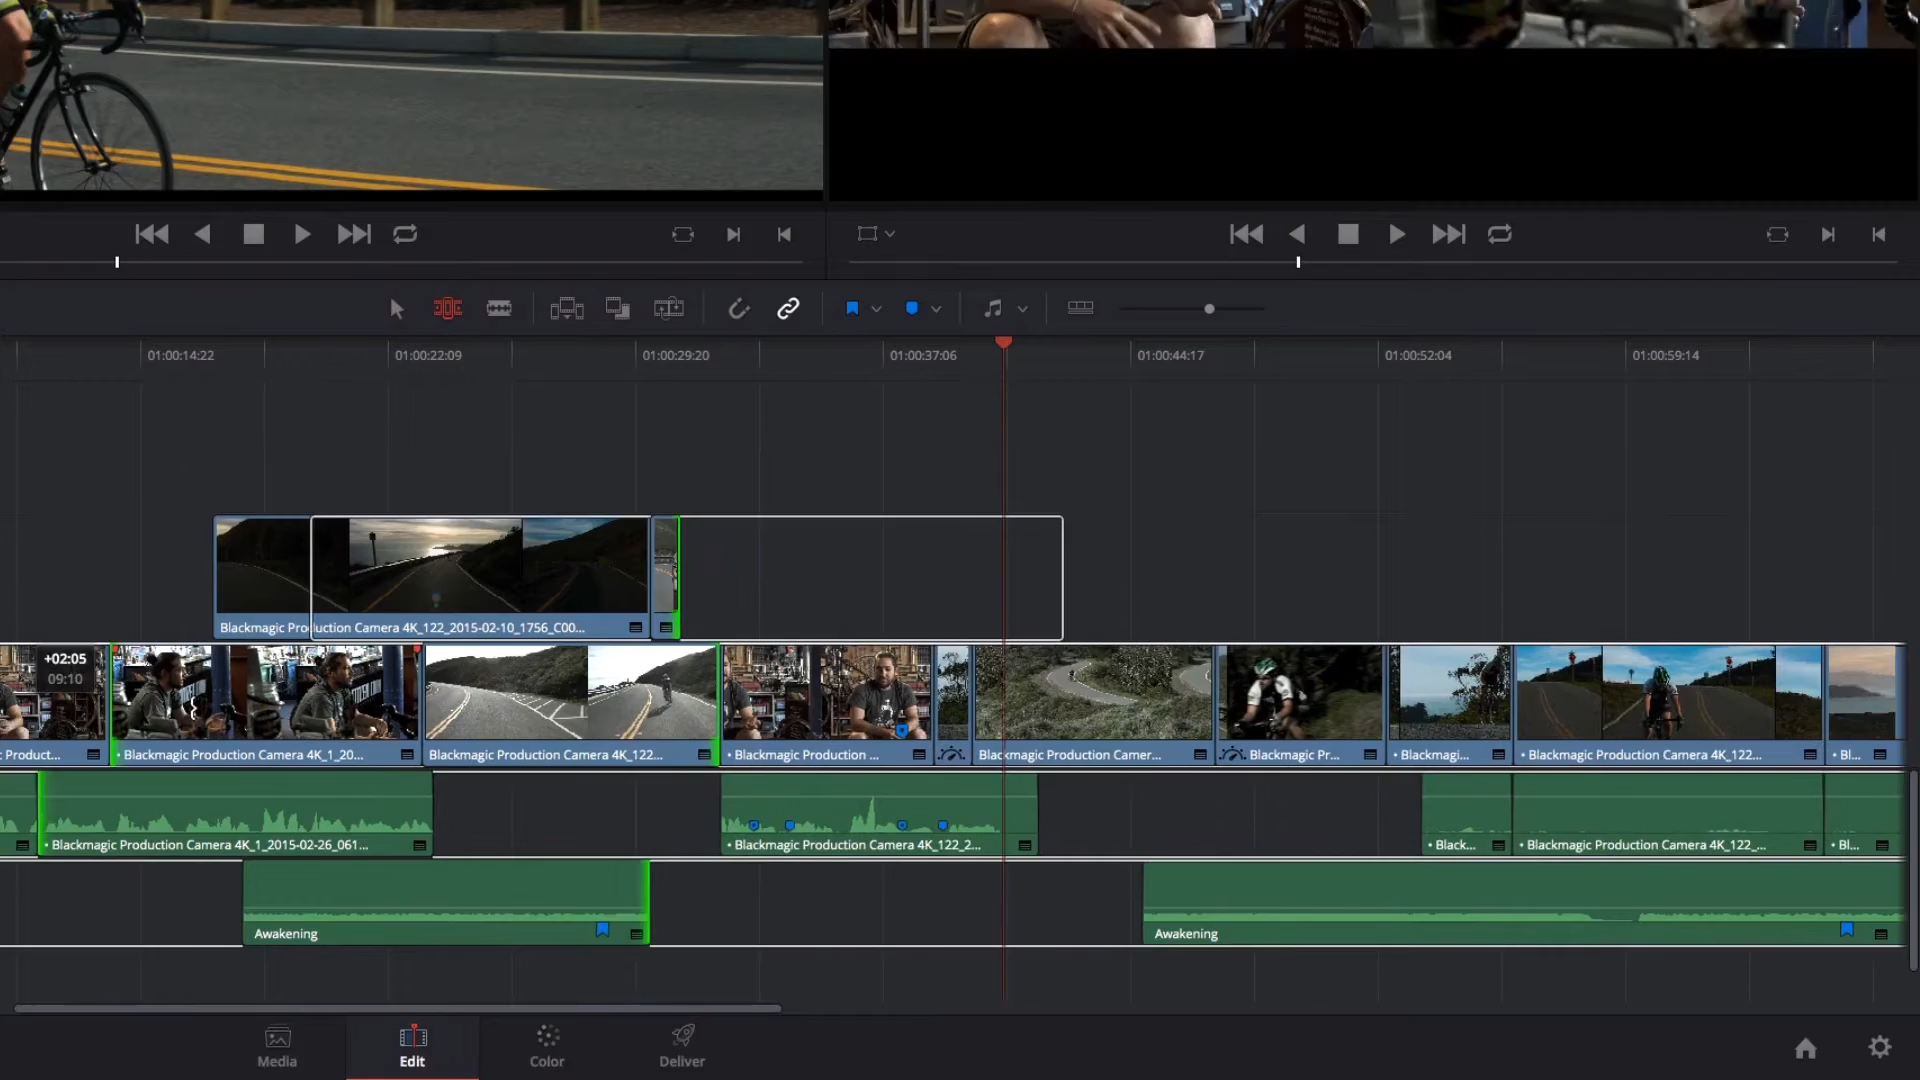 01:00:14:22 01:00:22:09 01:00:29:20 01:00:37:06 01:00:44:17 01:00:52:04 01:00:59:14
Blackmagic Production Camera 4K_122_2015-02-10_1756_C00...
+02:05
09:10
Product...
• Blackmagic Production Camera 4K_1_20...
Blackmagic Production Camera 4K_122...
• Blackmagic Production ...
Blackmagic Production Camer...
Blackmagic Pr...
• Blackmagi...
• Blackmagic Production Camera 4K_122...
• Bl...
• Blackmagic Production Camera 4K_1_2015-02-26_061...
• Blackmagic Production Camera 4K_122_2...
• Black...
• Blackmagic Production Camera 4K_122_...
• Bl...
Awakening
Awakening
Media
Edit
Color
Deliver